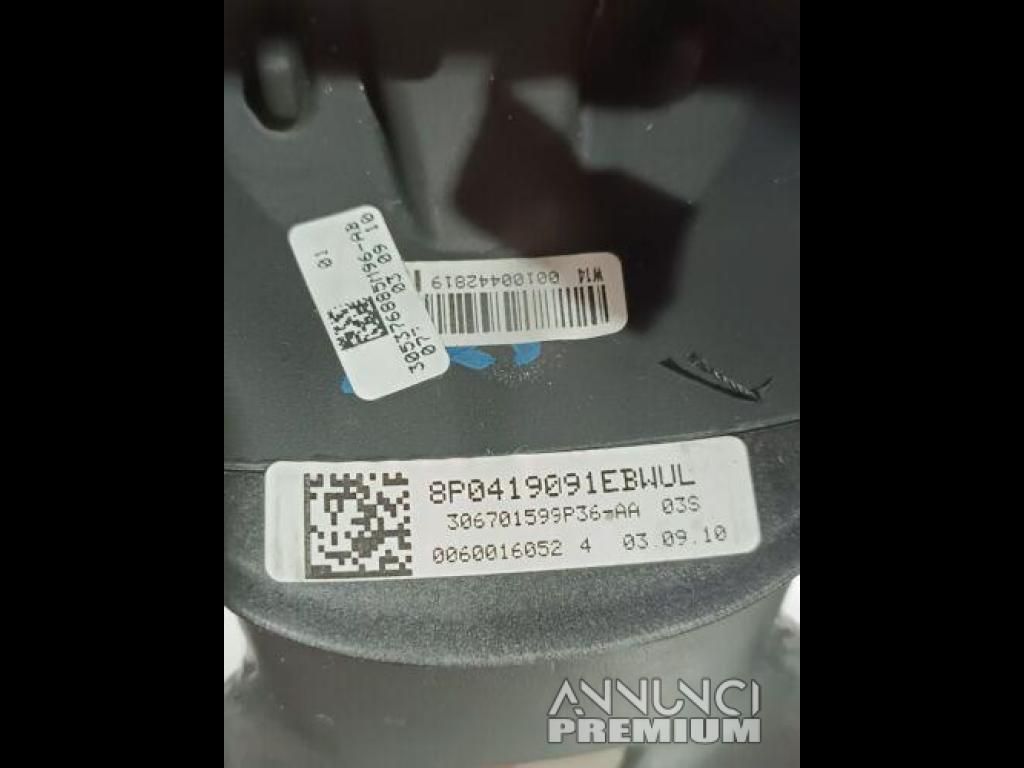 01
305376885M96-AB
07- 03 09 10
W14
00100442819
8P0419091EBWUL
306701599P36-AA 03S
0060016052 4 03.09.10
ANNUNCI
PREMIUM